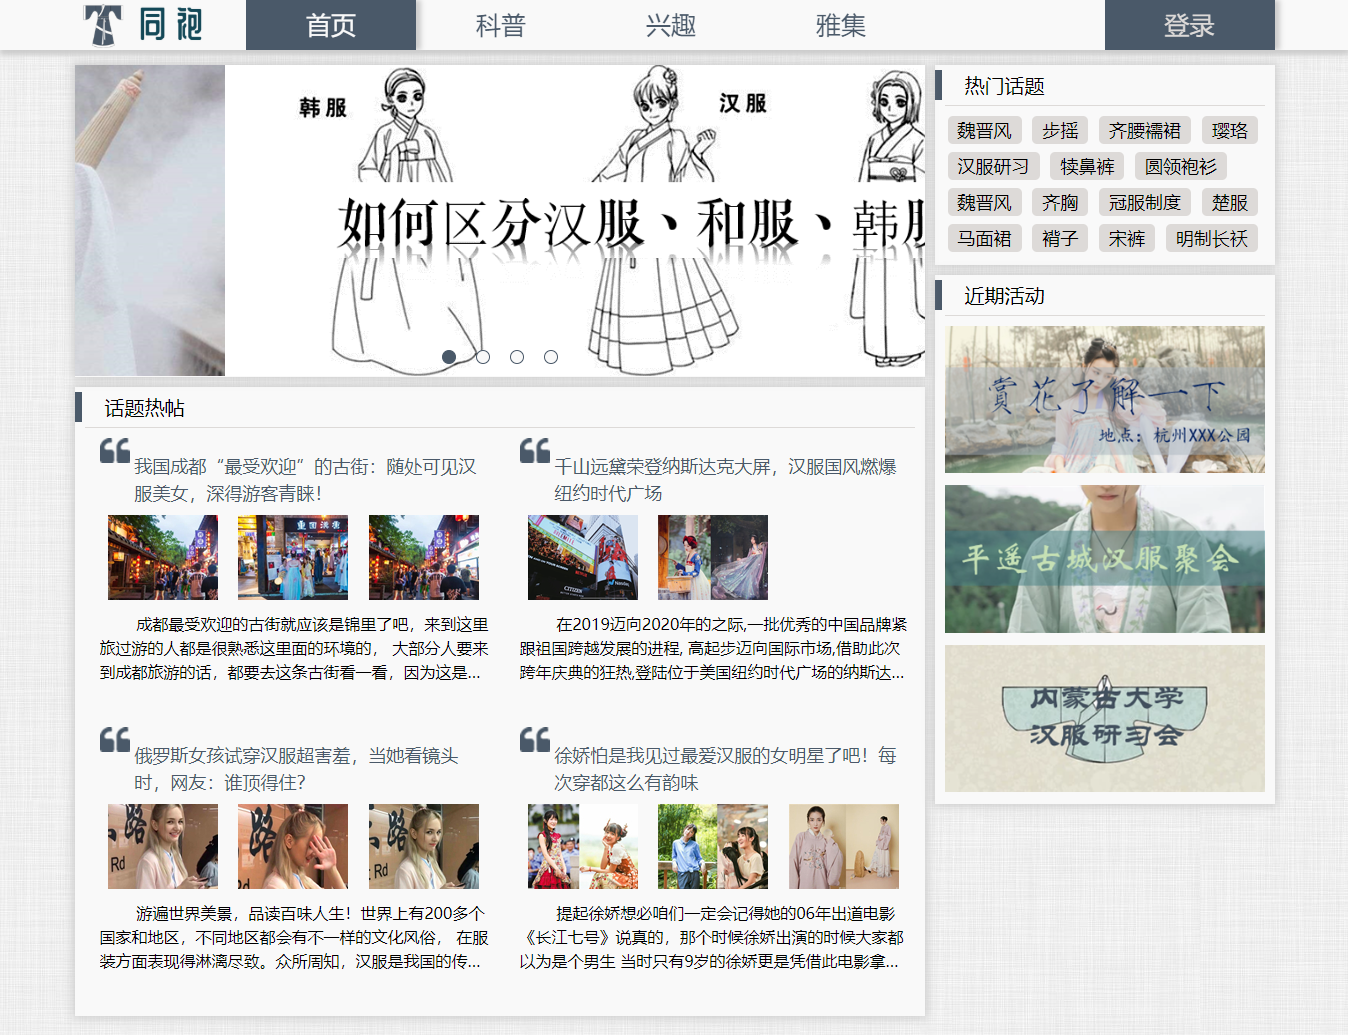 同袍 首页 科普 兴趣 雅集 登录
韩服
汉服
如何区分汉服、和服、韩服
热门话题
魏晋风 步摇 齐腰襦裙 璎珞
汉服研习 犊鼻裤 圆领袍衫
魏晋风 齐胸 冠服制度 楚服
马面裙 褙子 宋裤 明制长袄
近期活动
賞花了解一下
地点：杭州XXX公园
平遥古城汉服聚会
内蒙古大学
汉服研习会
话题热帖
我国成都“最受欢迎”的古街：随处可见汉
服美女，深得游客青睐！
成都最受欢迎的古街就应该是锦里了吧，来到这里
旅过游的人都是很熟悉这里面的环境的， 大部分人要来
到成都旅游的话，都要去这条古街看一看，因为这是...
千山远黛荣登纳斯达克大屏，汉服国风燃爆
纽约时代广场
在2019迈向2020年的之际,一批优秀的中国品牌紧
跟祖国跨越发展的进程, 高起步迈向国际市场,借助此次
跨年庆典的狂热,登陆位于美国纽约时代广场的纳斯达...
俄罗斯女孩试穿汉服超害羞，当她看镜头
时，网友：谁顶得住？
路
Rd
路
Rd
路
Rd
游遍世界美景，品读百味人生！世界上有200多个
国家和地区，不同地区都会有不一样的文化风俗， 在服
装方面表现得淋漓尽致。众所周知，汉服是我国的传...
徐娇怕是我见过最爱汉服的女明星了吧！每
次穿都这么有韵味
提起徐娇想必咱们一定会记得她的06年出道电影
《长江七号》说真的，那个时候徐娇出演的时候大家都
以为是个男生 当时只有9岁的徐娇更是凭借此电影拿...